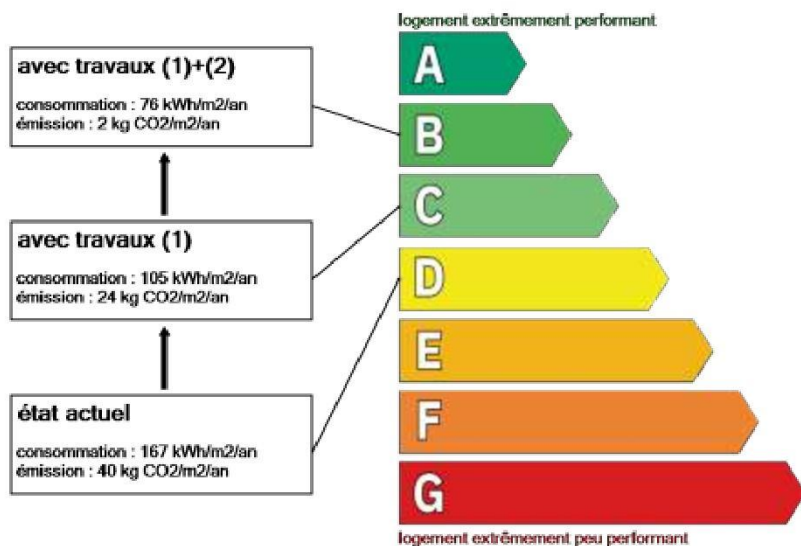 logement extrêmement performant
avec travaux (1)+(2)
consommation : 76 kWh/m2/an
émission : 2 kg CO2/m2/an
avec travaux (1)
consommation : 105 kWh/m2/an
émission : 24 kg CO2/m2/an
état actuel
consommation : 167 kWh/m2/an
émission : 40 kg CO2/m2/an
A
B
C
D
E
F
G
logement extrêmement peu performant